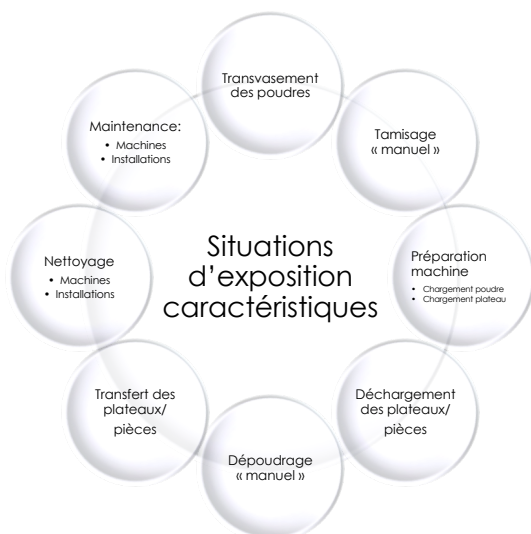 Situations
d'exposition
caractéristiques
Transvasement
des poudres
Tamisage
« manuel »
Préparation
machine
• Chargement poudre
• Chargement plateau
Déchargement
des plateaux/
pièces
Dépoudrage
« manuel »
Transfert des
plateaux/
pièces
Nettoyage
• Machines
• Installations
Maintenance:
• Machines
• Installations